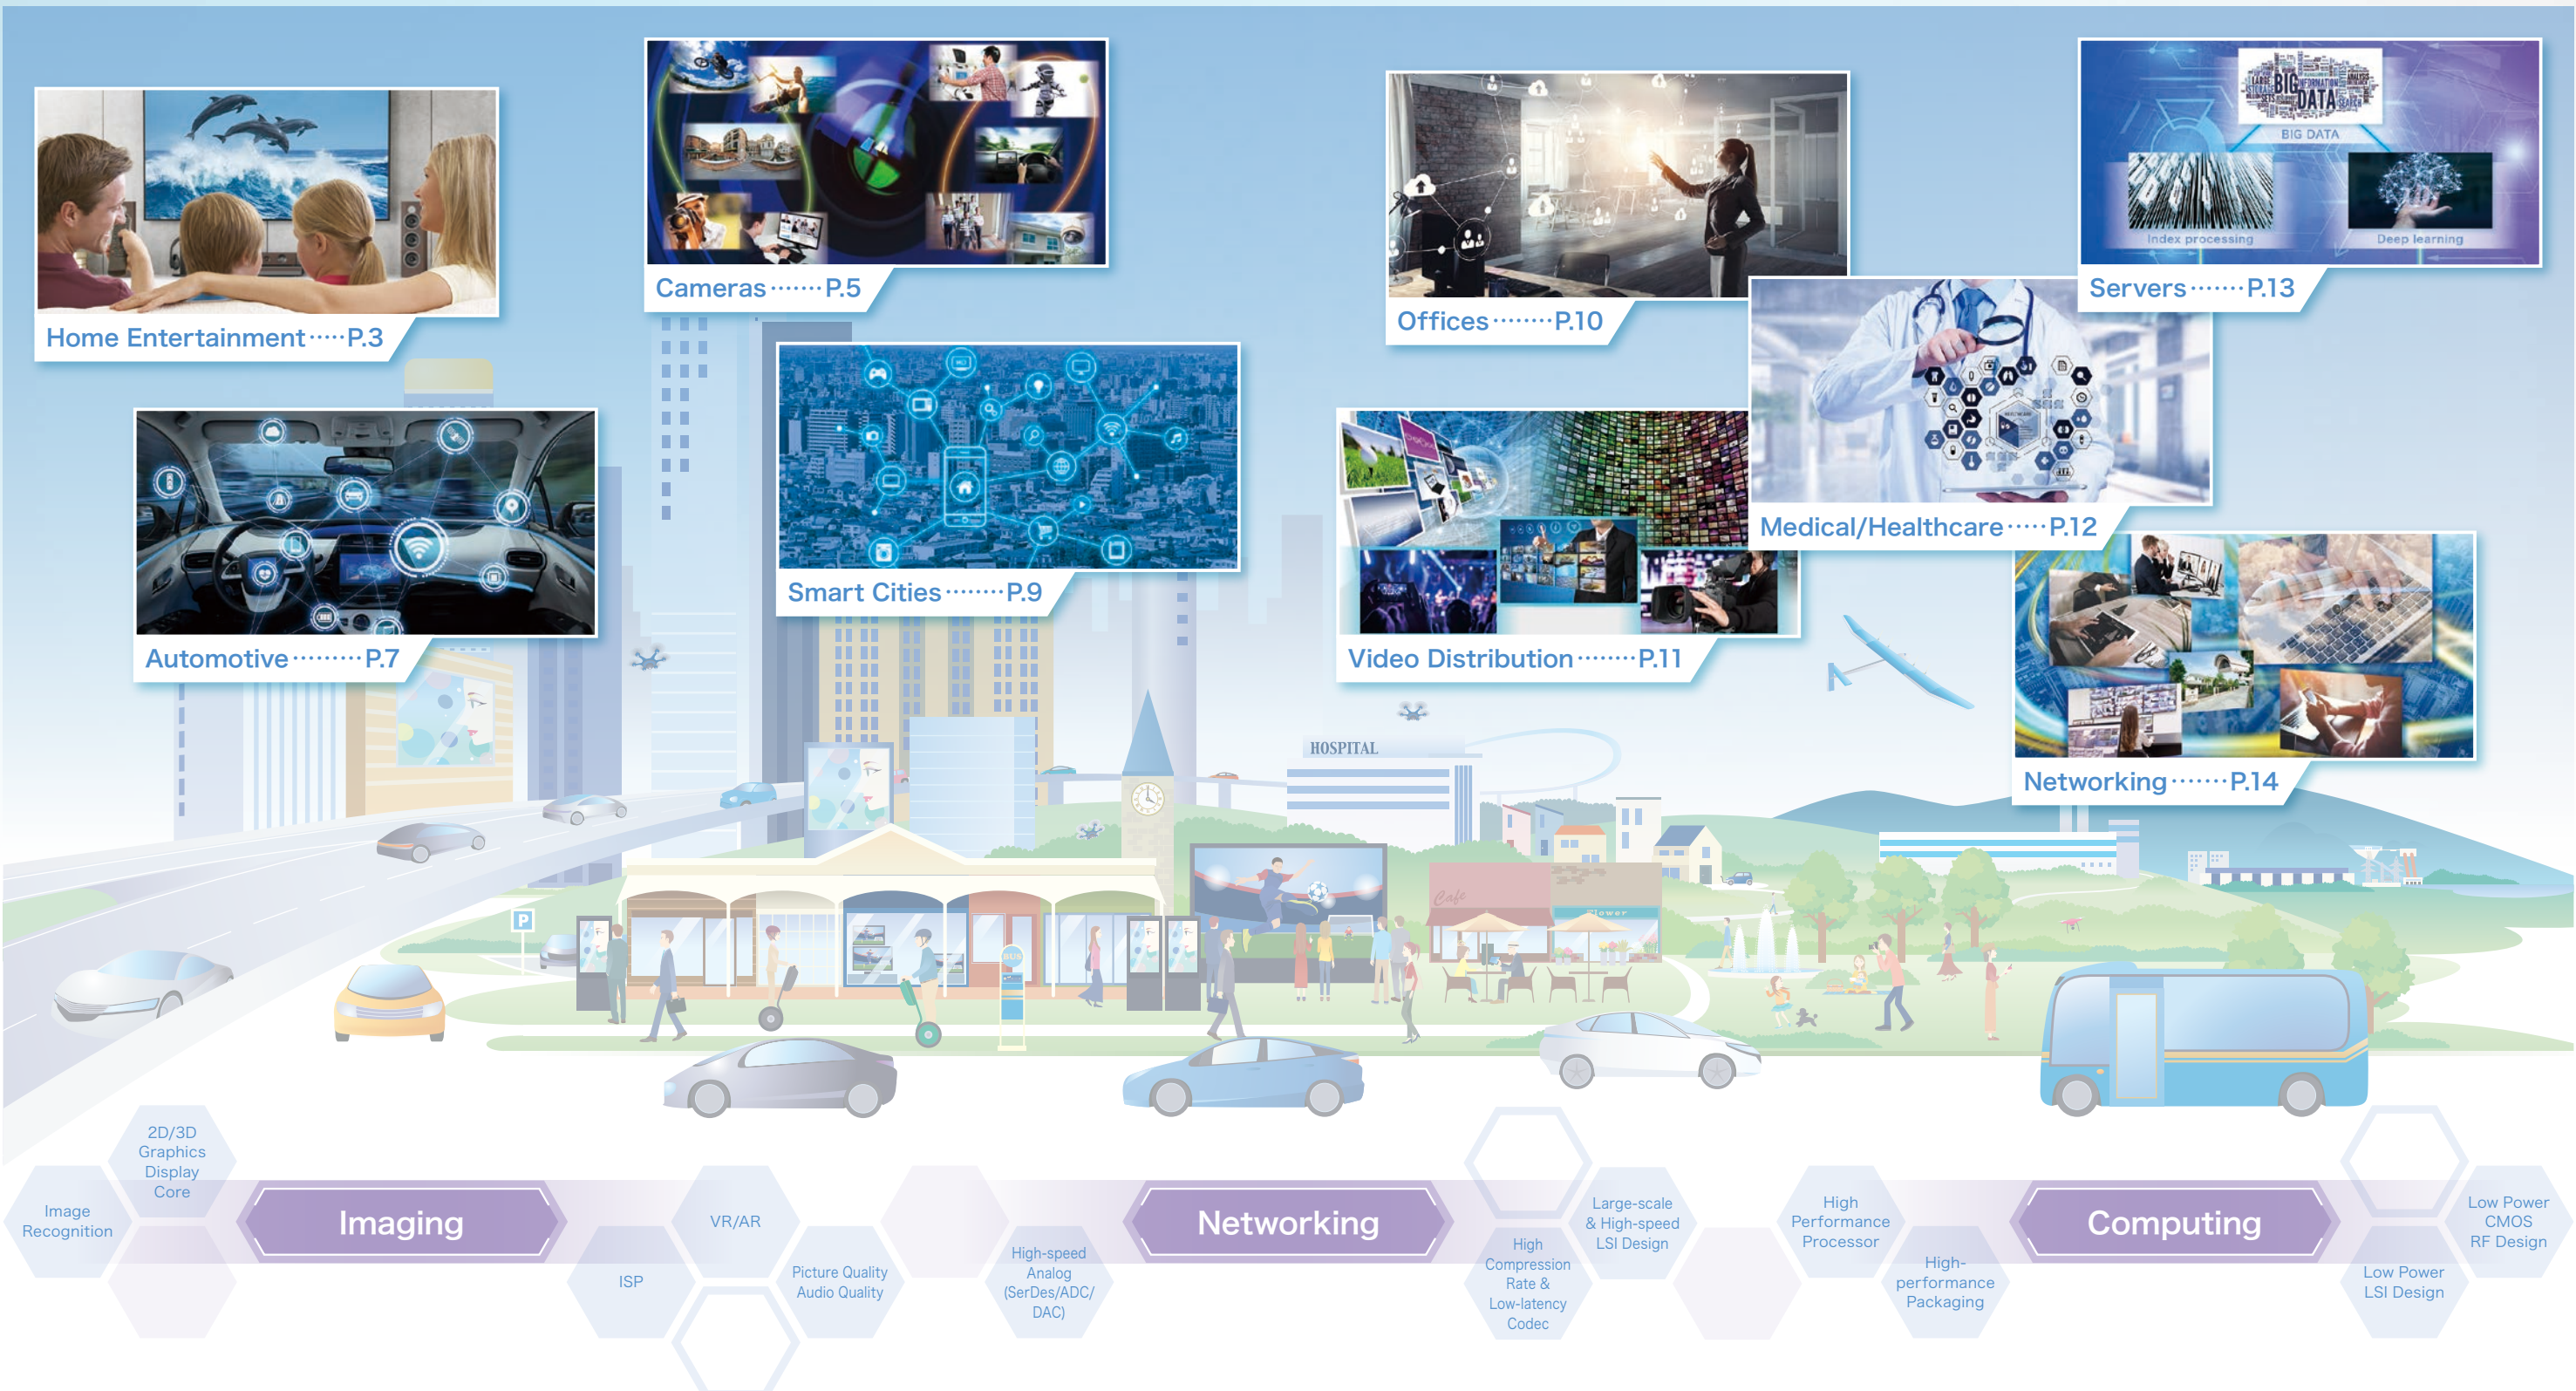 Home Entertainment·····P.3
Cameras·······P.5
Automotive·········P.7
Smart Cities········P.9
Offices········P.10
Video Distribution········P.11
Medical/Healthcare·····P.12
BIG
DATA
BIG DATA
Index processing
Deep learning
Servers·······P.13
Networking·······P.14
HOSPITAL
P
BUS
Cafe
Flower
Image
Recognition
2D/3D
Graphics
Display
Core
Imaging
ISP
VR/AR
Picture Quality
Audio Quality
High-speed
Analog
(SerDes/ADC/
DAC)
Networking
High
Compression
Rate &
Low-latency
Codec
Large-scale
& High-speed
LSI Design
High
Performance
Processor
High-
performance
Packaging
Computing
Low Power
LSI Design
Low Power
CMOS
RF Design